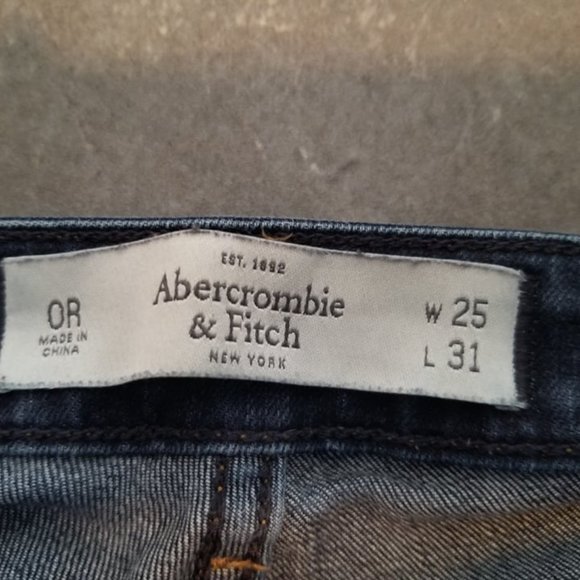 EST. 1892
Abercrombie
& Fitch
NEW YORK
0R
MADE IN
CHINA
W 25
L 31